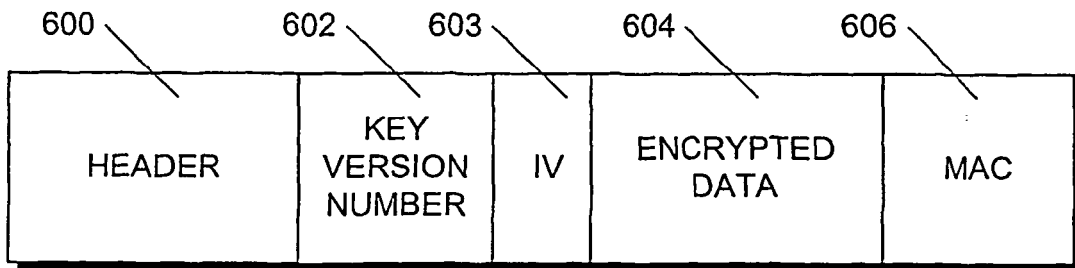 600 602 603 604 606
HEADER
KEY
VERSION
NUMBER
IV
ENCRYPTED
DATA
MAC